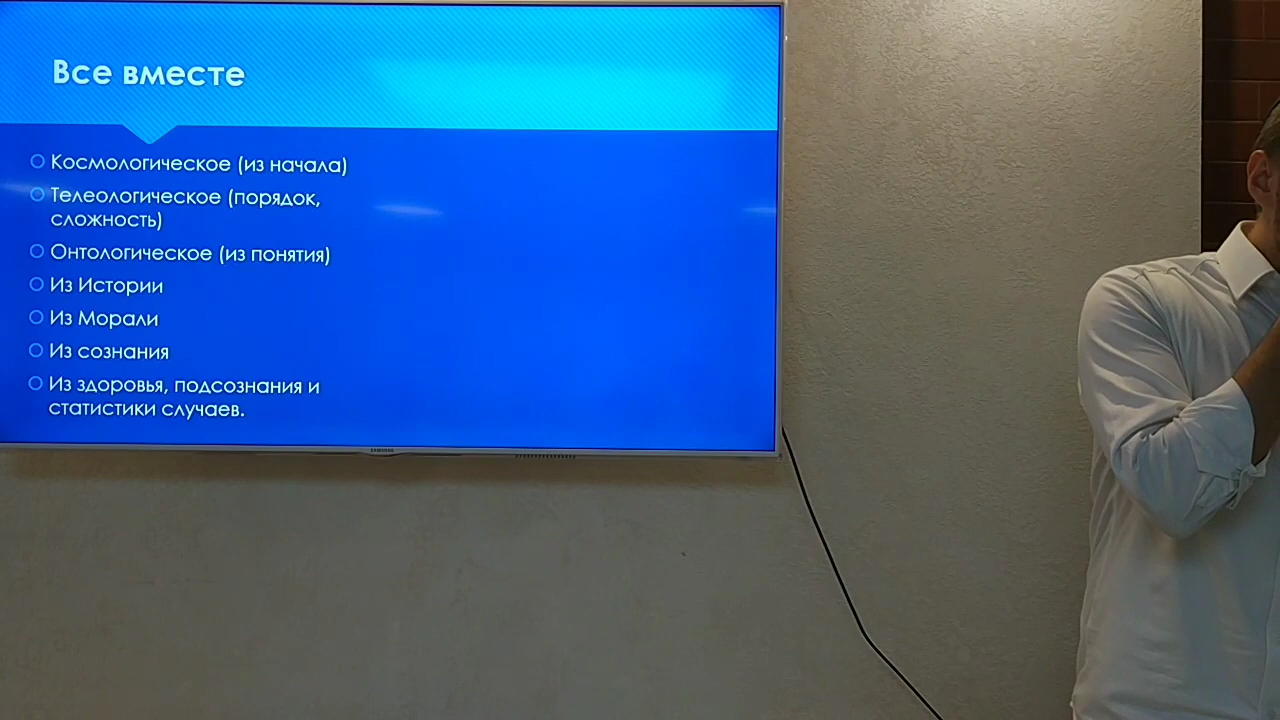 Все вместе
Космологическое (из начала)
Телеологическое (порядок,
сложность)
Онтологическое (из понятия)
Из Истории
Из Морали
Из сознания
Из здоровья, подсознания и
статистики случаев.
SAMSUNG